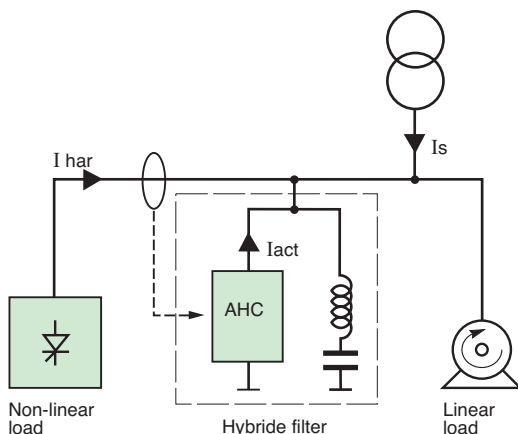 Is
I har
Iact
AHC
Non-linear
load
Hybride filter
Linear
load